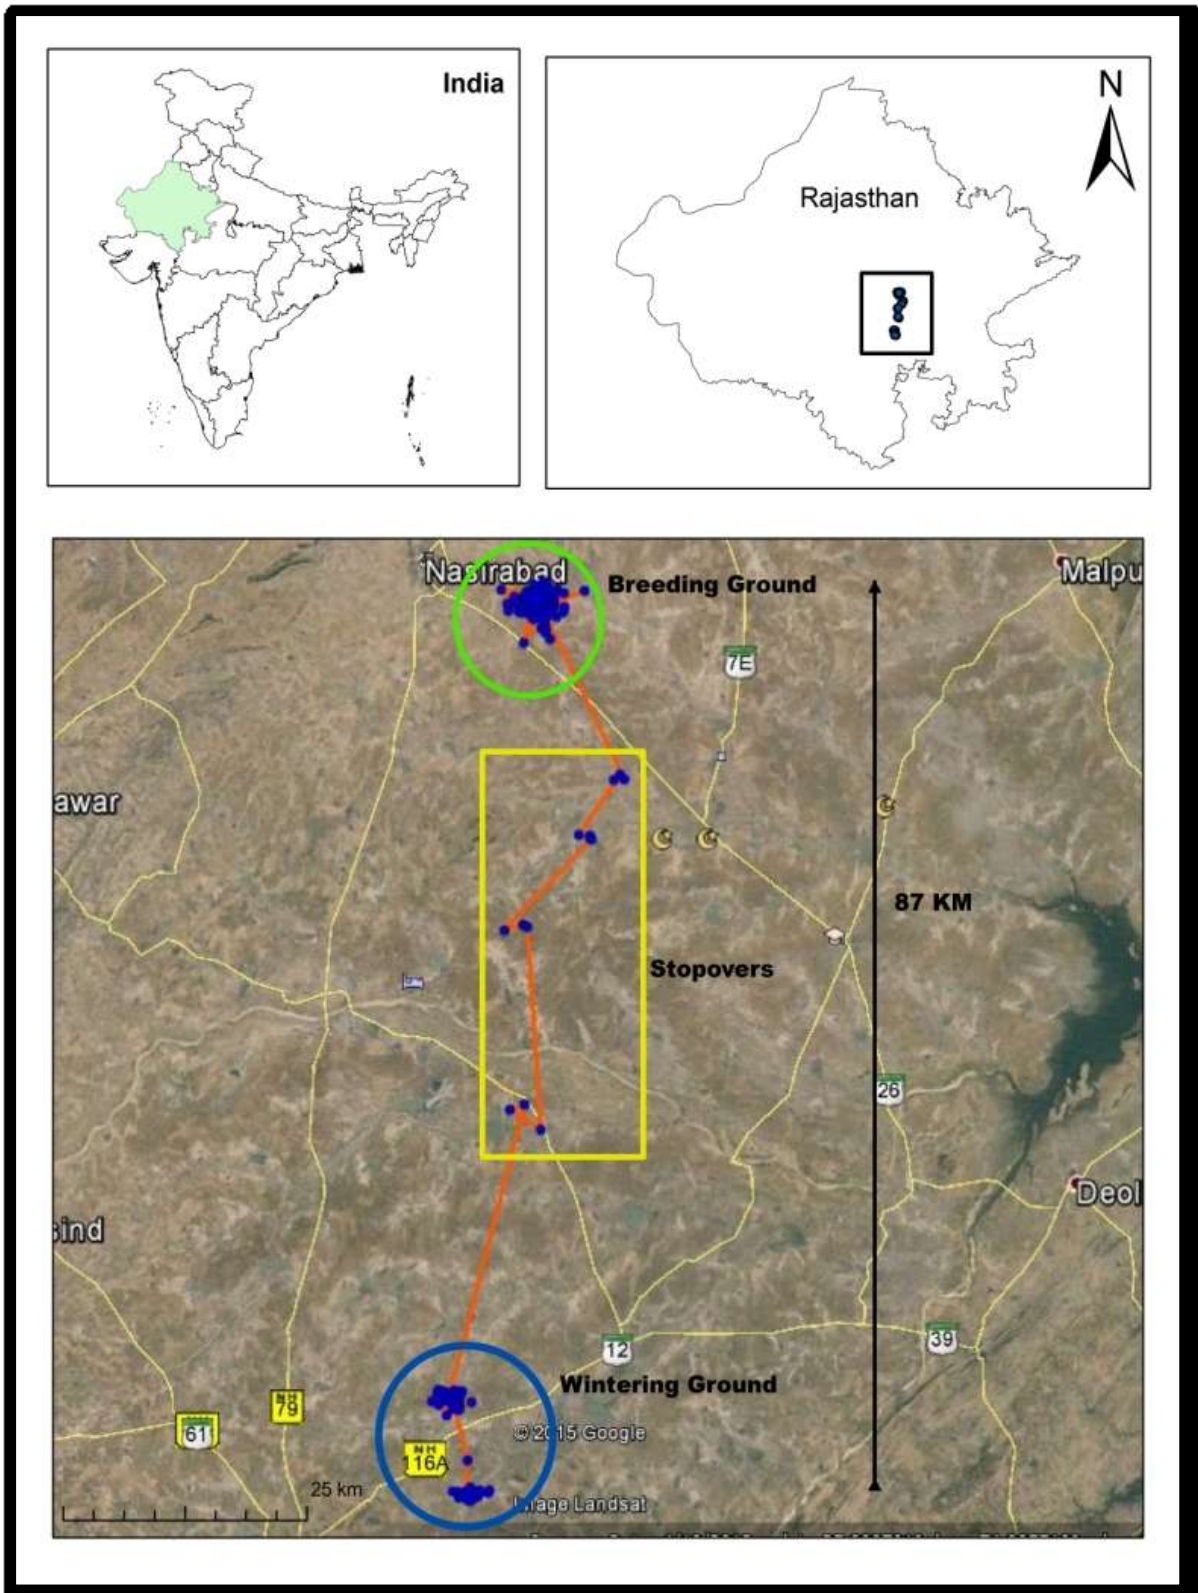 India
N
Rajasthan
Nasirabad
Breeding Ground
Malpu
7E
awar
87 KM
Stopovers
26
Deol
sind
12
39
Wintering Ground
NH
79
61
© 2015 Google
NH
116A
25 km
Image Landsat